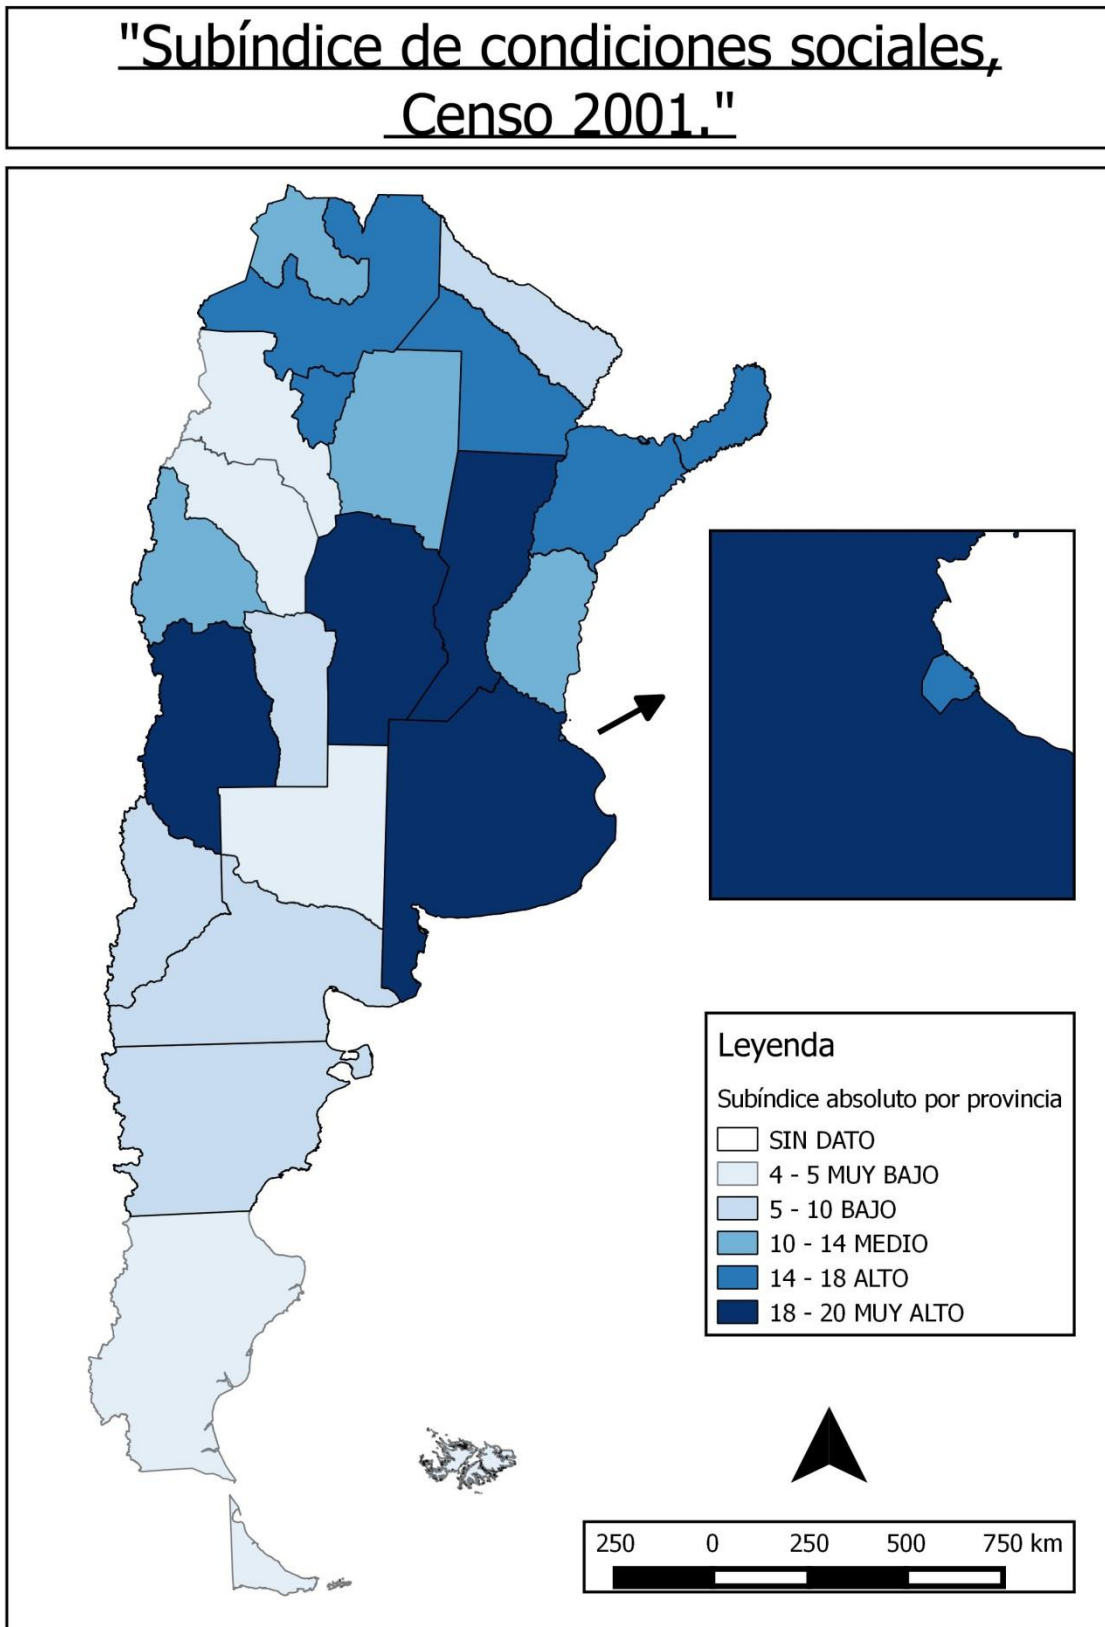 "Subíndice de condiciones sociales,
Censo 2001."
Leyenda
Subíndice absoluto por provincia
SIN DATO
4 - 5 MUY BAJO
5 - 10 BAJO
10 - 14 MEDIO
14 - 18 ALTO
18 - 20 MUY ALTO
250 0 250 500 750 km